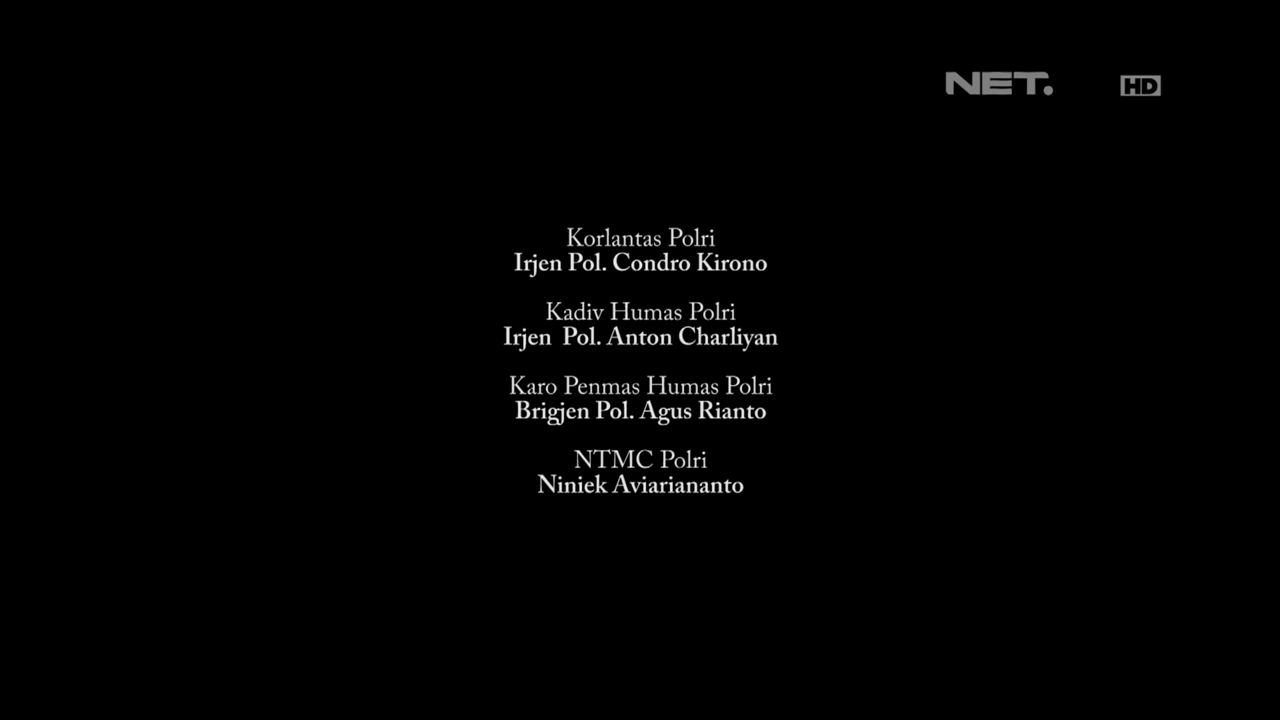 NET. HD
Korlantas Polri
Irjen Pol. Condro Kirono
Kadiv Humas Polri
Irjen  Pol. Anton Charliyan
Karo Penmas Humas Polri
Brigjen Pol. Agus Rianto
NTMC Polri
Niniek Aviariananto